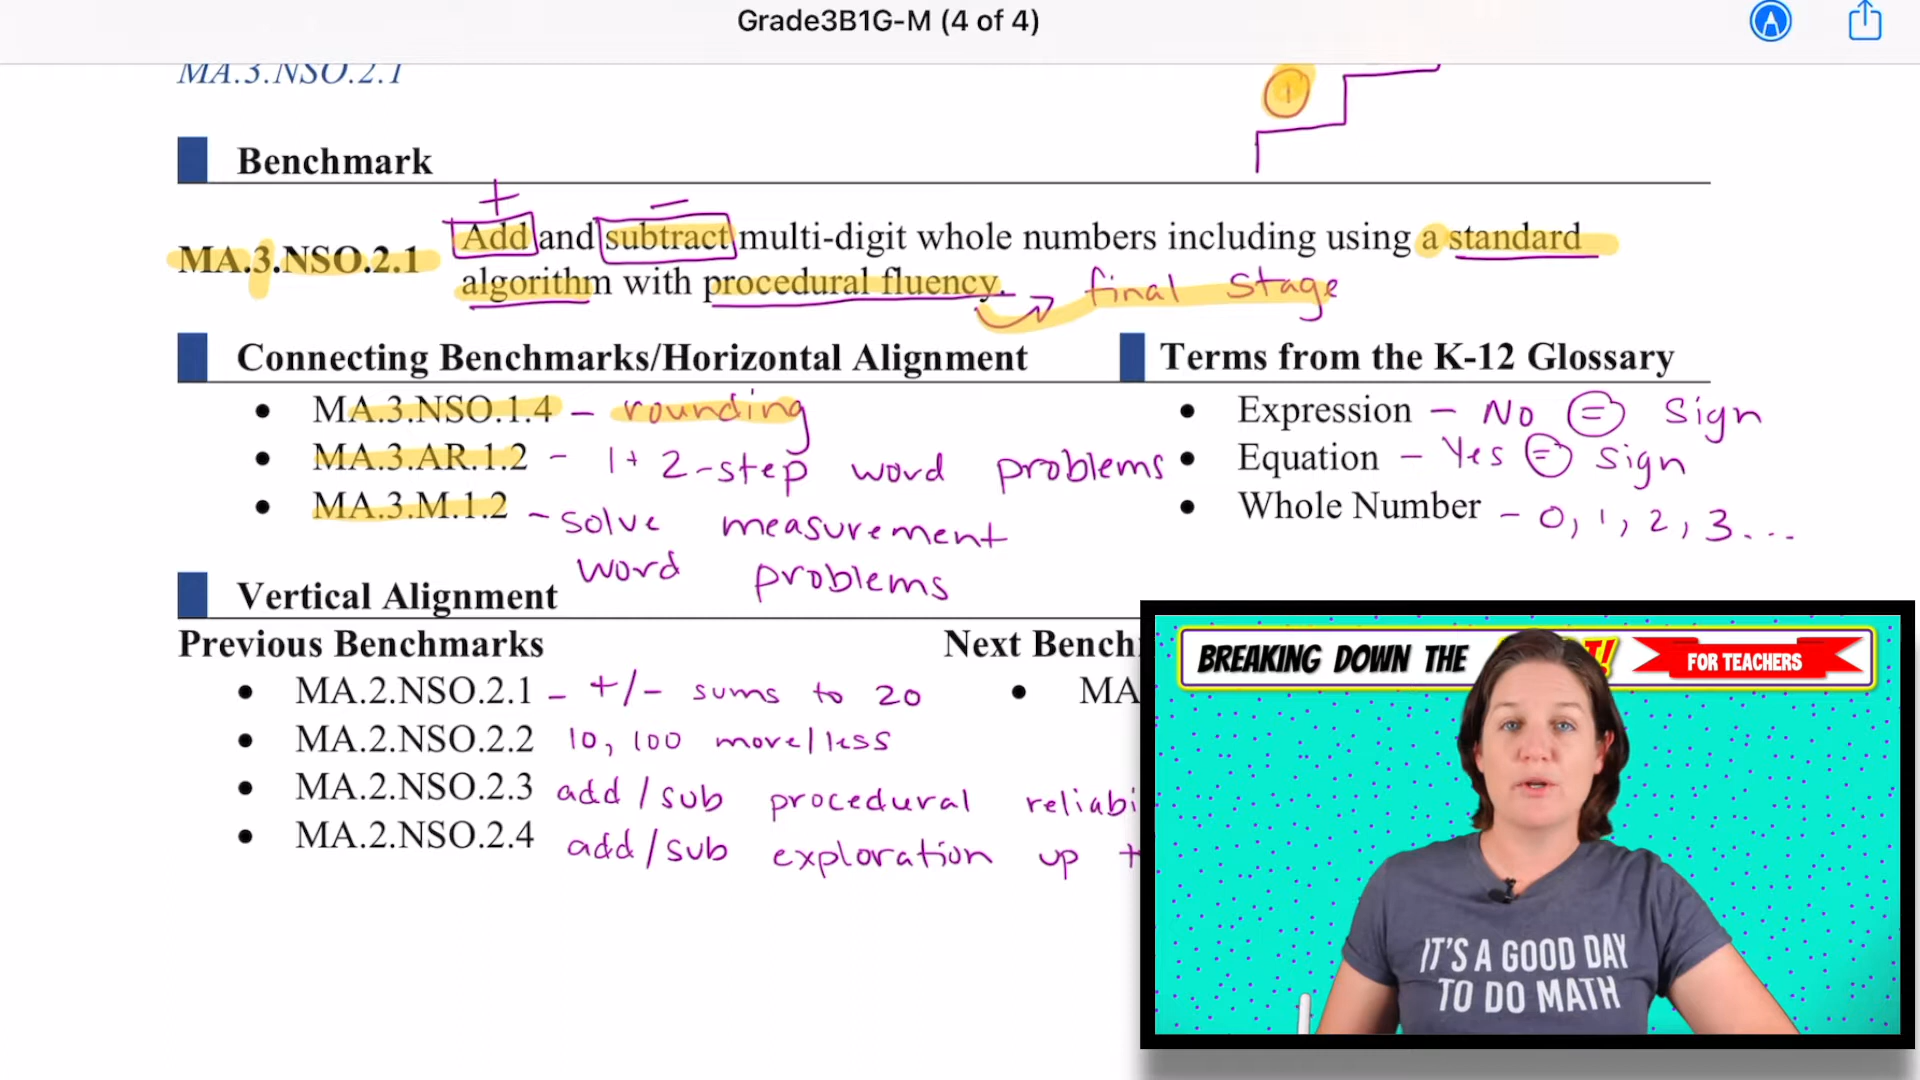 Grade3B1G-M (4 of 4)
MA.3.NSO.2.1
Benchmark
+ −
MA.3.NSO.2.1 Add and subtract multi-digit whole numbers including using a standard
algorithm with procedural fluency. final stage
Connecting Benchmarks/Horizontal Alignment
• MA.3.NSO.1.4 – rounding
• MA.3.AR.1.2 - 1+2-step word problems
• MA.3.M.1.2 - solve measurement
word problems
Terms from the K-12 Glossary
• Expression – No = Sign
• Equation – Yes = sign
• Whole Number – 0, 1, 2, 3...
Vertical Alignment
Previous Benchmarks
• MA.2.NSO.2.1 - +/- sums to 20
• MA.2.NSO.2.2 10, 100 more/less
• MA.2.NSO.2.3 add/sub procedural reliabi
• MA.2.NSO.2.4 add/sub exploration up t
Next Bench
• MA
BREAKING DOWN THE
FOR TEACHERS
IT'S A GOOD DAY
TO DO MATH